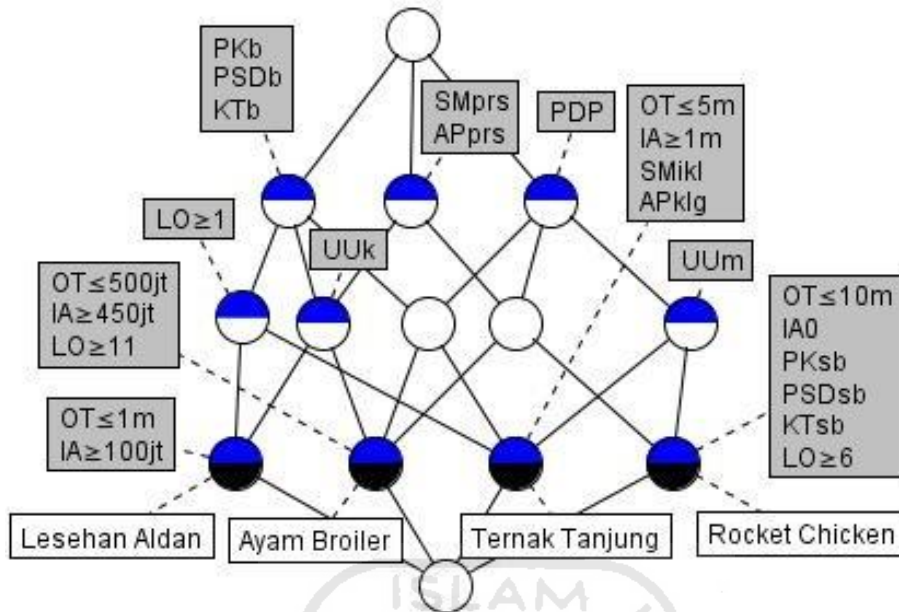 PKb
PSDb
KTb
SMprs
APprs
PDP
OT≤5m
IA≥1m
SMikl
APklg
LO≥1
UUk
UUm
OT≤500jt
IA≥450jt
LO≥11
OT≤10m
IA0
PKsb
PSDsb
KTsb
LO≥6
OT≤1m
IA≥100jt
Lesehan Aldan
Ayam Broiler
Ternak Tanjung
Rocket Chicken
ISLAM